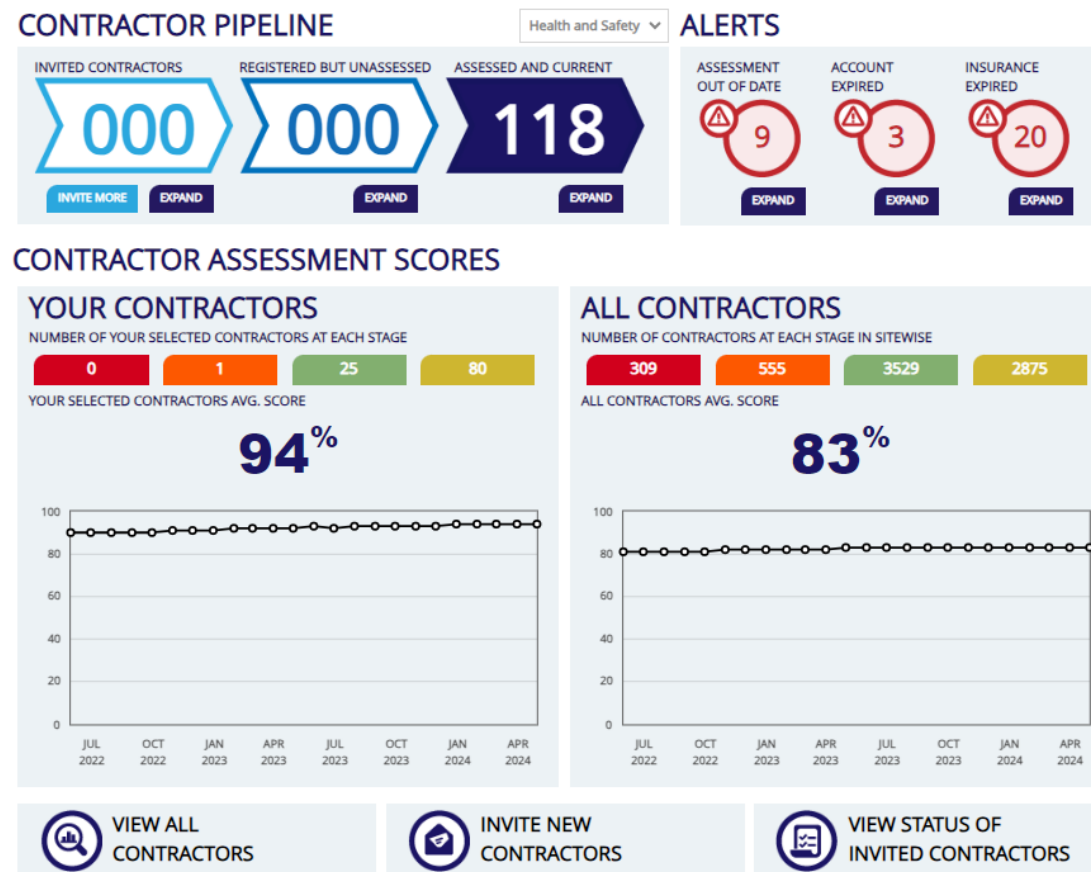 CONTRACTOR PIPELINE
Health and Safety
INVITED CONTRACTORS
REGISTERED BUT UNASSESSED
ASSESSED AND CURRENT
000
000
118
INVITE MORE
EXPAND
EXPAND
EXPAND
ALERTS
ASSESSMENT
OUT OF DATE
ACCOUNT
EXPIRED
INSURANCE
EXPIRED
9
3
20
EXPAND
EXPAND
EXPAND
CONTRACTOR ASSESSMENT SCORES
YOUR CONTRACTORS
NUMBER OF YOUR SELECTED CONTRACTORS AT EACH STAGE
0
1
25
80
YOUR SELECTED CONTRACTORS AVG. SCORE
94%
100
80
60
40
20
0
JUL
2022
OCT
2022
JAN
2023
APR
2023
JUL
2023
OCT
2023
JAN
2024
APR
2024
ALL CONTRACTORS
NUMBER OF CONTRACTORS AT EACH STAGE IN SITEWISE
309
555
3529
2875
ALL CONTRACTORS AVG. SCORE
83%
100
80
60
40
20
0
JUL
2022
OCT
2022
JAN
2023
APR
2023
JUL
2023
OCT
2023
JAN
2024
APR
2024
VIEW ALL
CONTRACTORS
INVITE NEW
CONTRACTORS
VIEW STATUS OF
INVITED CONTRACTORS